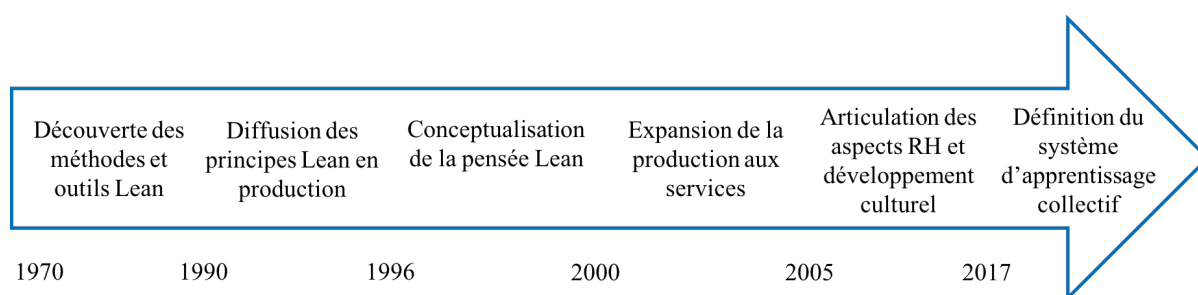 Découverte des
méthodes et
outils Lean
Diffusion des
principes Lean en
production
Conceptualisation
de la pensée Lean
Expansion de la
production aux
services
Articulation des
aspects RH et
développement
culturel
Définition du
système
d'apprentissage
collectif
1970
1990
1996
2000
2005
2017